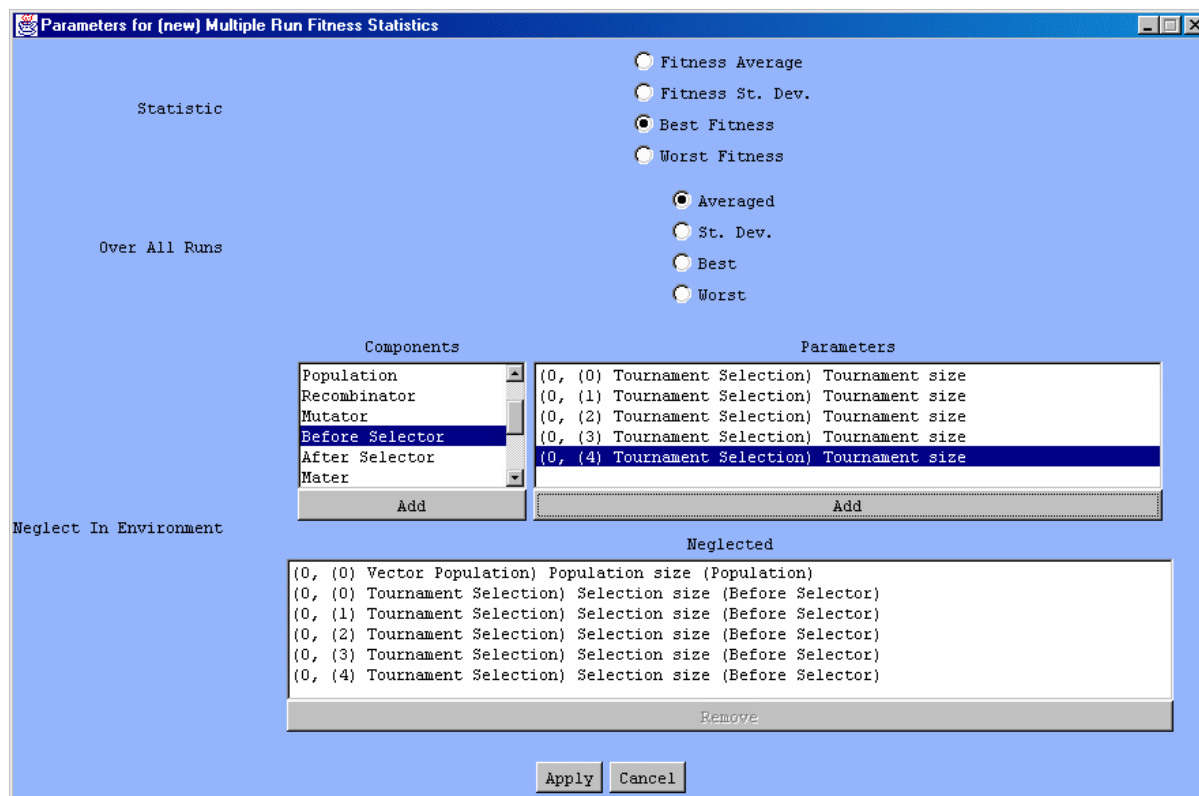 Parameters for (new) Multiple Run Fitness Statistics
Statistic
Fitness Average
Fitness St. Dev.
Best Fitness
Worst Fitness
Over All Runs
Averaged
St. Dev.
Best
Worst
Neglect In Environment
Components
Population
Recombinator
Mutator
Before Selector
After Selector
Mater
Add
Parameters
(0, (0) Tournament Selection) Tournament size
(0, (1) Tournament Selection) Tournament size
(0, (2) Tournament Selection) Tournament size
(0, (3) Tournament Selection) Tournament size
(0, (4) Tournament Selection) Tournament size
Add
Neglected
(0, (0) Vector Population) Population size (Population)
(0, (0) Tournament Selection) Selection size (Before Selector)
(0, (1) Tournament Selection) Selection size (Before Selector)
(0, (2) Tournament Selection) Selection size (Before Selector)
(0, (3) Tournament Selection) Selection size (Before Selector)
(0, (4) Tournament Selection) Selection size (Before Selector)
Remove
Apply
Cancel